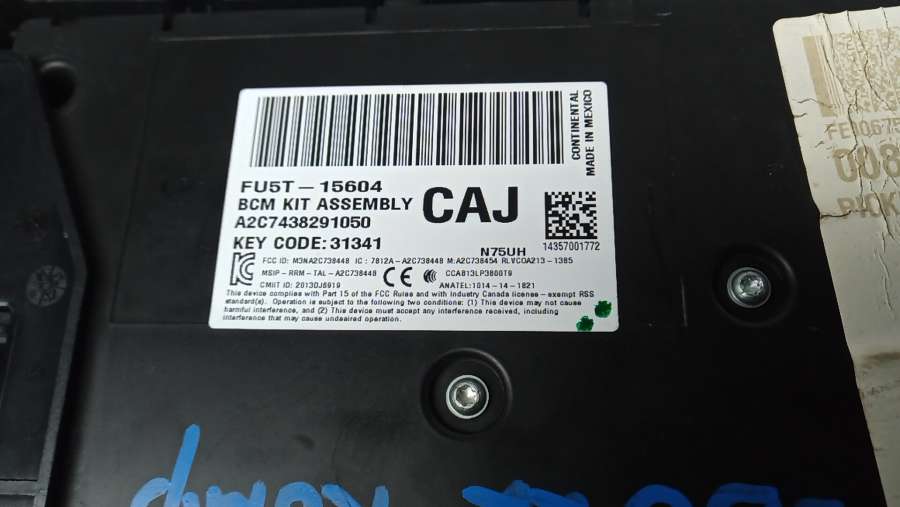 CONTINENTAL
MADE IN MEXICO
FU5T-15604
BCM KIT ASSEMBLY
CAJ
A2C7438291050
KEY CODE: 31341
N75UH
14357001772
FCC ID: M3NA2C738448 IC: 7812A-A2C738448 M:A2C738454 RLVCOA213-1385
MSIP-RRM-TAL-A2C738448
CE
CCAB13LP3800T9
CMIIT ID: 2013DJ6919
ANATEL:1014-14-1821
This device complies with Part 15 of the FCC Rules and with Industry Canada license-exempt RSS
standard(s). Operation is subject to the following two conditions: (1) This device may not cause
harmful interference, and (2) This device must accept any interference received, including
interference that may cause undesired operation.
008